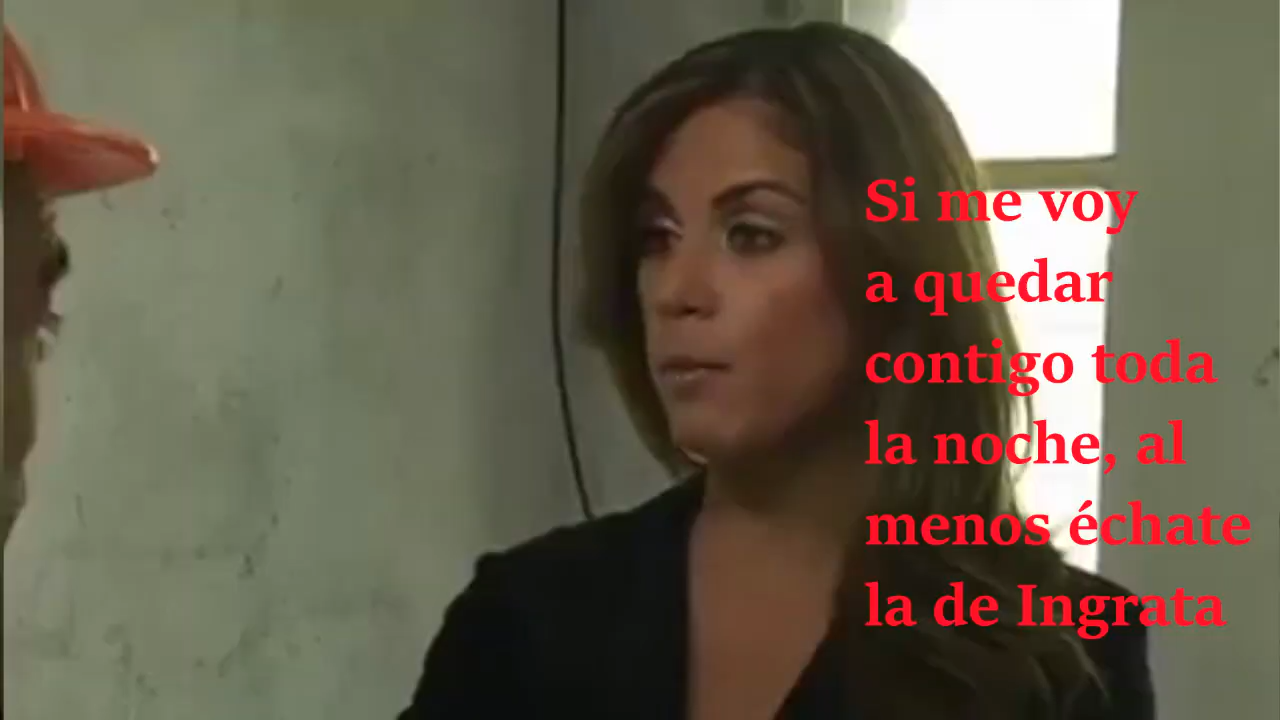 Si me voy
a quedar
contigo toda
la noche, al
menos échate
la de Ingrata